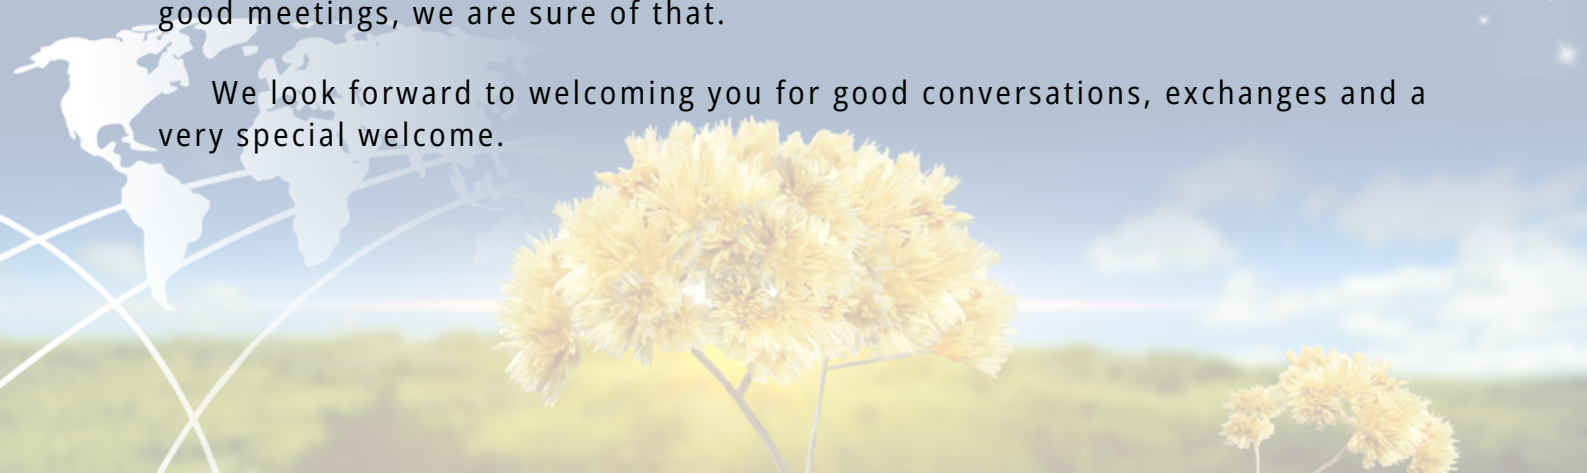 good meetings, we are sure of that.
We look forward to welcoming you for good conversations, exchanges and a
very special welcome.